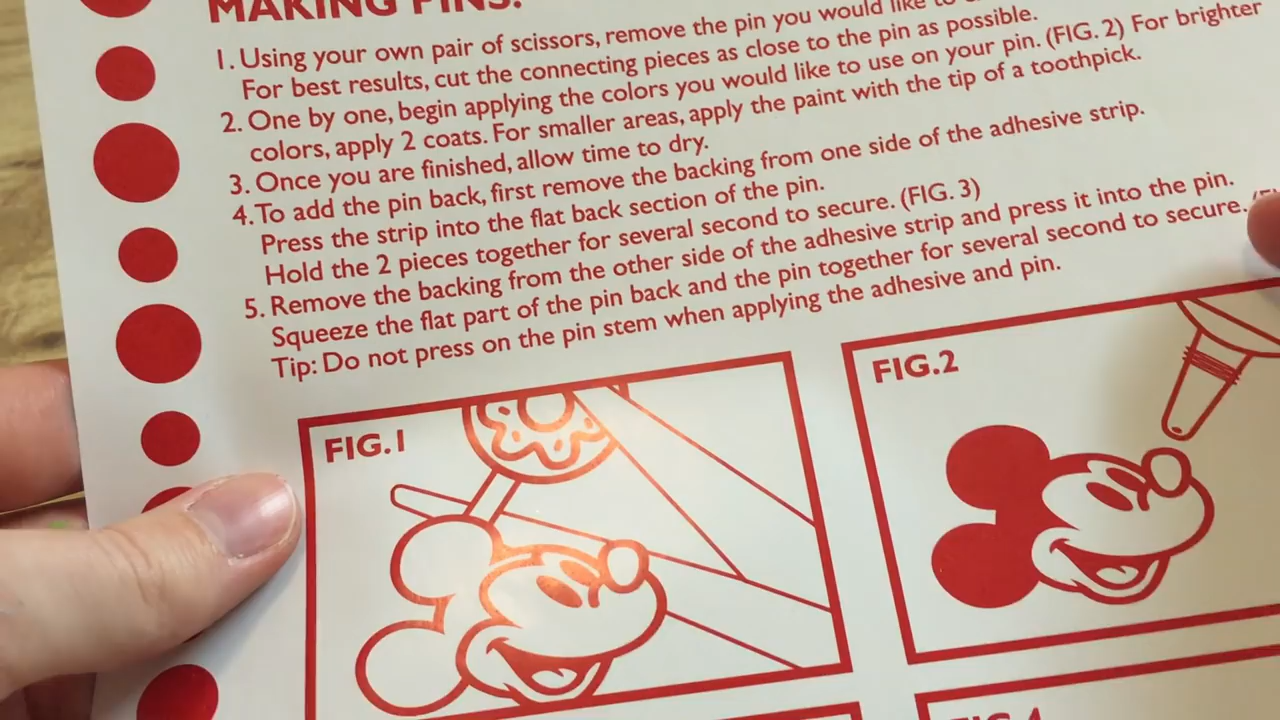 MAKING PINS:
1. Using your own pair of scissors, remove the pin you would like
For best results, cut the connecting pieces as close to the pin as possible.
2. One by one, begin applying the colors you would like to use on your pin. (FIG. 2) For brighter
colors, apply 2 coats. For smaller areas, apply the paint with the tip of a toothpick.
3. Once you are finished, allow time to dry.
4. To add the pin back, first remove the backing from one side of the adhesive strip.
Press the strip into the flat back section of the pin.
Hold the 2 pieces together for several second to secure. (FIG. 3)
5. Remove the backing from the other side of the adhesive strip and press it into the pin.
Squeeze the flat part of the pin back and the pin together for several second to secure.
Tip: Do not press on the pin stem when applying the adhesive and pin.
FIG.1
FIG.2